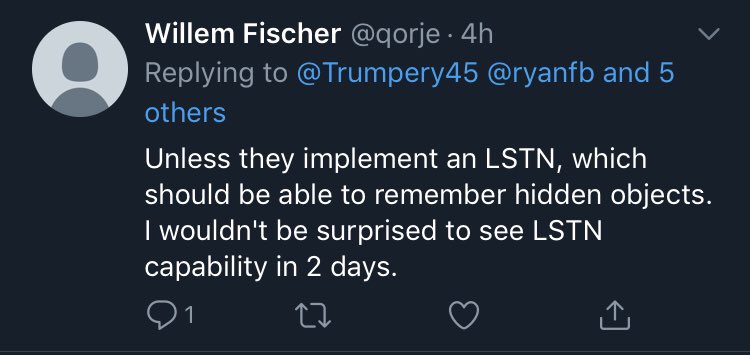 Willem Fischer @qorje · 4h
Replying to @Trumpery45 @ryanfb and 5
others
Unless they implement an LSTN, which
should be able to remember hidden objects.
I wouldn't be surprised to see LSTN
capability in 2 days.
1